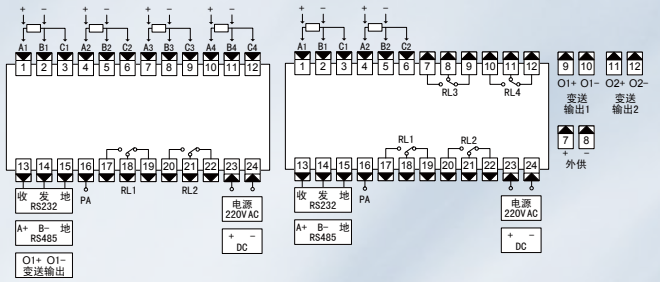 + - + - + - + -
A1 B1 C1 A2 B2 C2 A3 B3 C3 A4 B4 C4
1 2 3 4 5 6 7 8 9 10 11 12
RL1 RL2
13 14 15 16 17 18 19 20 21 22 23 24
收 发 地
RS232
PA
电源
220V AC
A+ B- 地
RS485
+ -
DC
O1+ O1-
变送输出
+ - + -
A1 B1 C1 A2 B2 C2
1 2 3 4 5 6 7 8 9 10 11 12
RL3 RL4
RL1 RL2
13 14 15 16 17 18 19 20 21 22 23 24
收 发 地
RS232
PA
电源
220V AC
A+ B- 地
RS485
+ -
DC
9 10 11 12
O1+ O1- O2+ O2-
变送 变送
输出1 输出2
7 8
+ -
外供